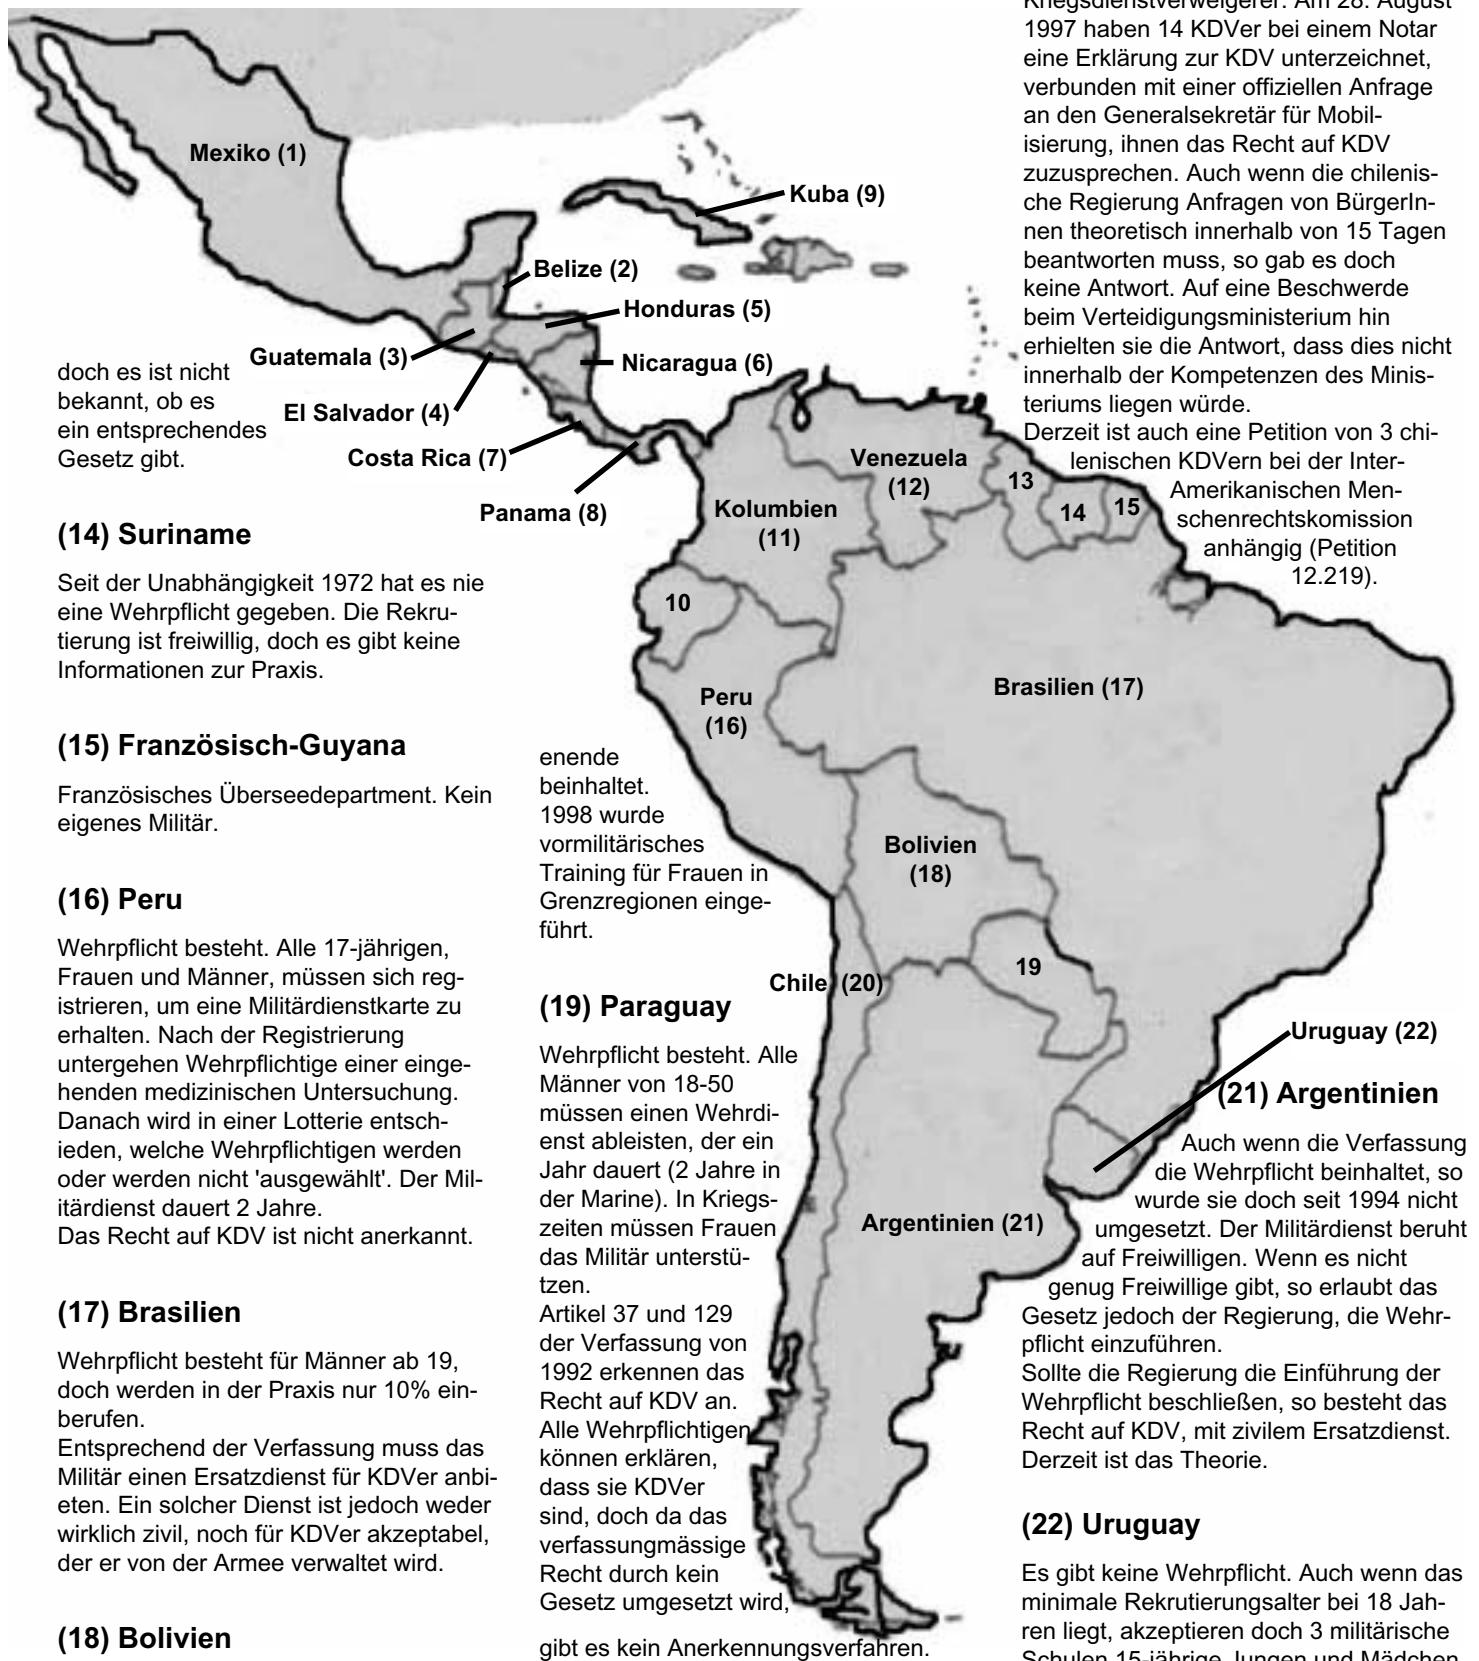 Mexiko (1)
Kuba (9)
Belize (2)
Honduras (5)
Guatemala (3)
Nicaragua (6)
El Salvador (4)
Costa Rica (7)
Panama (8)
Venezuela
(12)
13
14
15
Kolumbien
(11)
10
Peru
(16)
Brasilien (17)
Bolivien
(18)
19
Chile (20)
Uruguay (22)
Argentinien (21)
doch es ist nicht
bekannt, ob es
ein entsprechendes
Gesetz gibt.
(14) Suriname
Seit der Unabhängigkeit 1972 hat es nie
eine Wehrpflicht gegeben. Die Rekru-
tierung ist freiwillig, doch es gibt keine
Informationen zur Praxis.
(15) Französisch-Guyana
Französisches Überseedepartment. Kein
eigenes Militär.
(16) Peru
Wehrpflicht besteht. Alle 17-jährigen,
Frauen und Männer, müssen sich reg-
istrieren, um eine Militärdienstkarte zu
erhalten. Nach der Registrierung
untergehen Wehrpflichtige einer einge-
henden medizinischen Untersuchung.
Danach wird in einer Lotterie entsch-
ieden, welche Wehrpflichtigen werden
oder werden nicht 'ausgewählt'. Der Mil-
itärdienst dauert 2 Jahre.
Das Recht auf KDV ist nicht anerkannt.
(17) Brasilien
Wehrpflicht besteht für Männer ab 19,
doch werden in der Praxis nur 10% ein-
berufen.
Entsprechend der Verfassung muss das
Militär einen Ersatzdienst für KDVer anbi-
eten. Ein solcher Dienst ist jedoch weder
wirklich zivil, noch für KDVer akzeptabel,
der er von der Armee verwaltet wird.
(18) Bolivien
enende
beinhaltet.
1998 wurde
vormilitärisches
Training für Frauen in
Grenzregionen einge-
führt.
(19) Paraguay
Wehrpflicht besteht. Alle
Männer von 18-50
müssen einen Wehrdi-
enst ableisten, der ein
Jahr dauert (2 Jahre in
der Marine). In Kriegs-
zeiten müssen Frauen
das Militär unterstü-
tzen.
Artikel 37 und 129
der Verfassung von
1992 erkennen das
Recht auf KDV an.
Alle Wehrpflichtigen
können erklären,
dass sie KDVer
sind, doch da das
verfassungmässige
Recht durch kein
Gesetz umgesetzt wird,
gibt es kein Anerkennungsverfahren.
Kriegsdienstverweigerer. Am 28. August
1997 haben 14 KDVer bei einem Notar
eine Erklärung zur KDV unterzeichnet,
verbunden mit einer offiziellen Anfrage
an den Generalsekretär für Mobil-
isierung, ihnen das Recht auf KDV
zuzusprechen. Auch wenn die chilenis-
che Regierung Anfragen von BürgerIn-
nen theoretisch innerhalb von 15 Tagen
beantworten muss, so gab es doch
keine Antwort. Auf eine Beschwerde
beim Verteidigungsministerium hin
erhielten sie die Antwort, dass dies nicht
innerhalb der Kompetenzen des Minis-
teriums liegen würde.
Derzeit ist auch eine Petition von 3 chi-
lenischen KDVern bei der Inter-
Amerikanischen Men-
schenrechtskomission
anhängig (Petition
12.219).
(21) Argentinien
Auch wenn die Verfassung
die Wehrpflicht beinhaltet, so
wurde sie doch seit 1994 nicht
umgesetzt. Der Militärdienst beruht
auf Freiwilligen. Wenn es nicht
genug Freiwillige gibt, so erlaubt das
Gesetz jedoch der Regierung, die Wehr-
pflicht einzuführen.
Sollte die Regierung die Einführung der
Wehrpflicht beschließen, so besteht das
Recht auf KDV, mit zivilem Ersatzdienst.
Derzeit ist das Theorie.
(22) Uruguay
Es gibt keine Wehrpflicht. Auch wenn das
minimale Rekrutierungsalter bei 18 Jah-
ren liegt, akzeptieren doch 3 militärische
Schulen 15-jährige Jungen und Mädchen